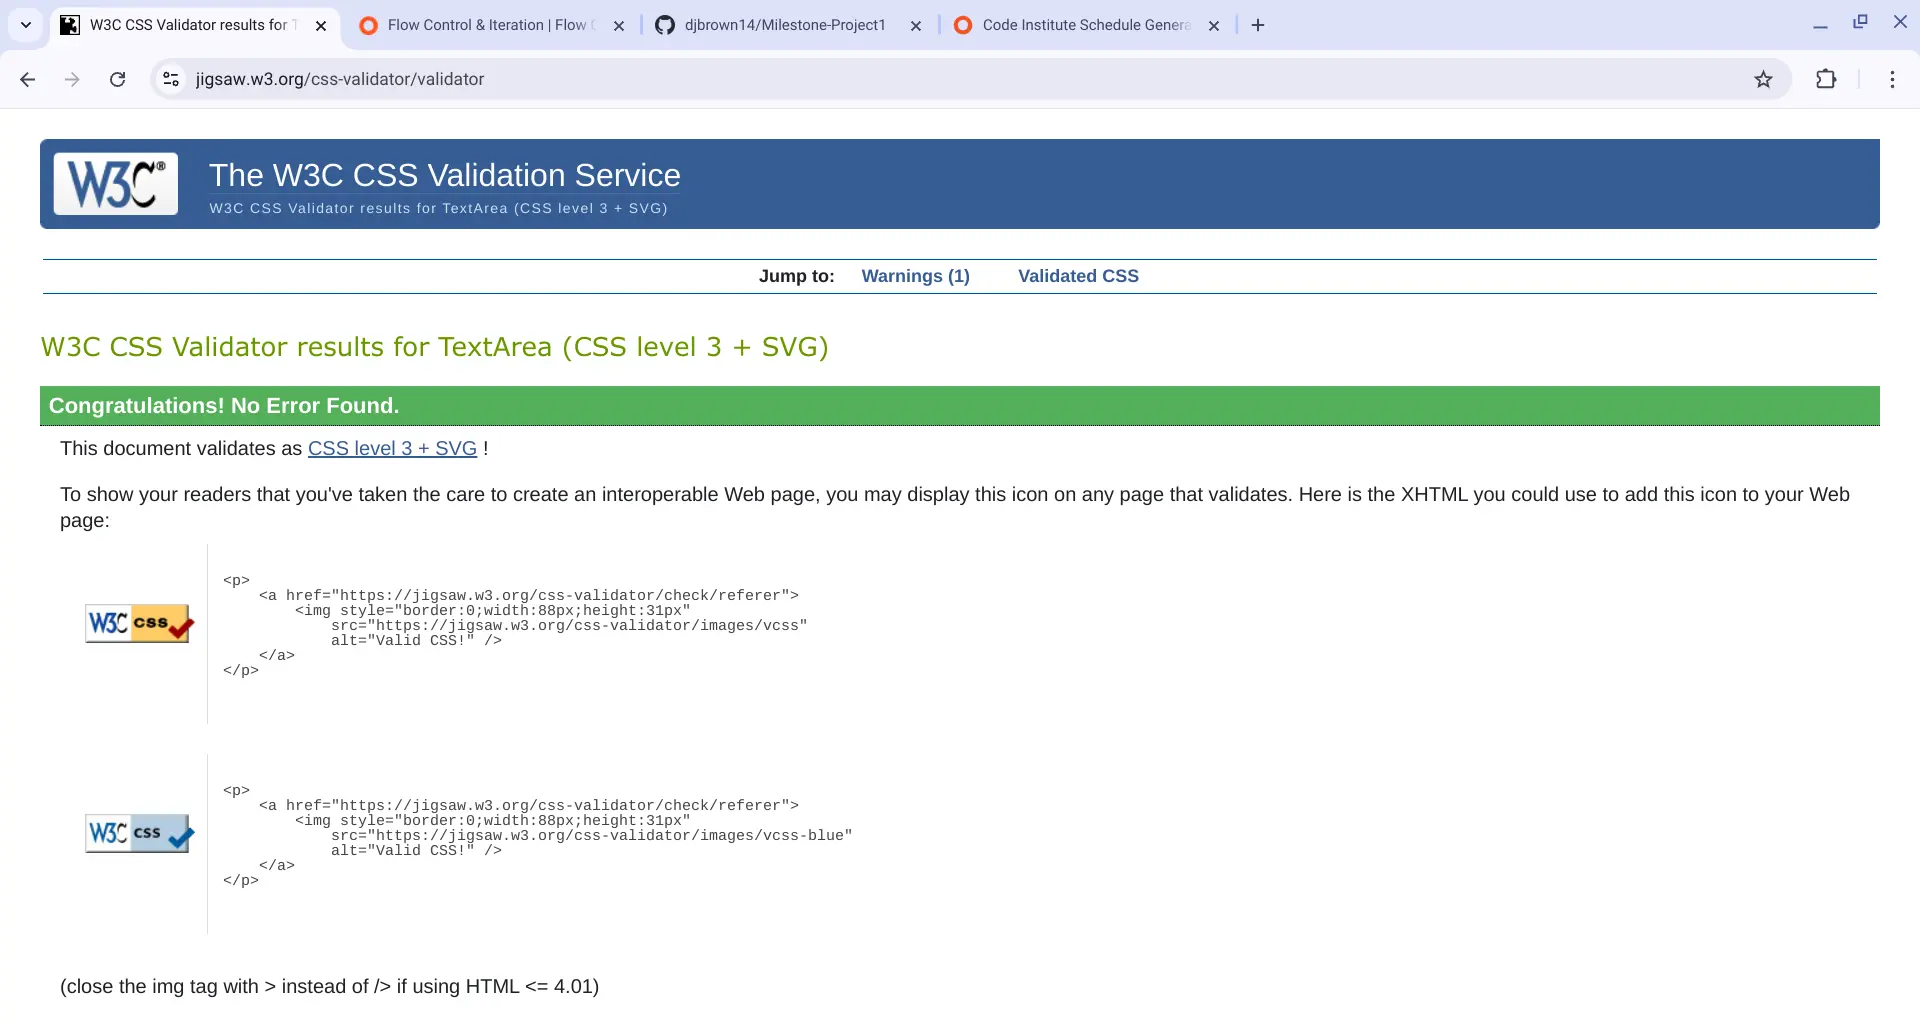 W3C CSS Validator results for T
Flow Control & Iteration | Flow C
djbrown14/Milestone-Project1
Code Institute Schedule Genera
jigsaw.w3.org/css-validator/validator
W3C®
The W3C CSS Validation Service
W3C CSS Validator results for TextArea (CSS level 3 + SVG)
Jump to: Warnings (1) Validated CSS
W3C CSS Validator results for TextArea (CSS level 3 + SVG)
Congratulations! No Error Found.
This document validates as CSS level 3 + SVG !
To show your readers that you've taken the care to create an interoperable Web page, you may display this icon on any page that validates. Here is the XHTML you could use to add this icon to your Web
page:
W3C css
<p>
    <a href="https://jigsaw.w3.org/css-validator/check/referer">
        <img style="border:0;width:88px;height:31px"
            src="https://jigsaw.w3.org/css-validator/images/vcss"
            alt="Valid CSS!" />
    </a>
</p>
W3C css
<p>
    <a href="https://jigsaw.w3.org/css-validator/check/referer">
        <img style="border:0;width:88px;height:31px"
            src="https://jigsaw.w3.org/css-validator/images/vcss-blue"
            alt="Valid CSS!" />
    </a>
</p>
(close the img tag with > instead of /> if using HTML <= 4.01)